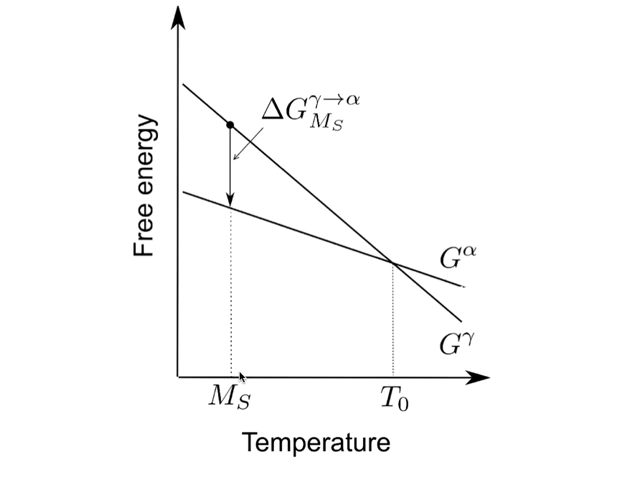 ΔG_{M_S}^{γ→α}
Free energy
G^α
G^γ
M_S
T_0
Temperature